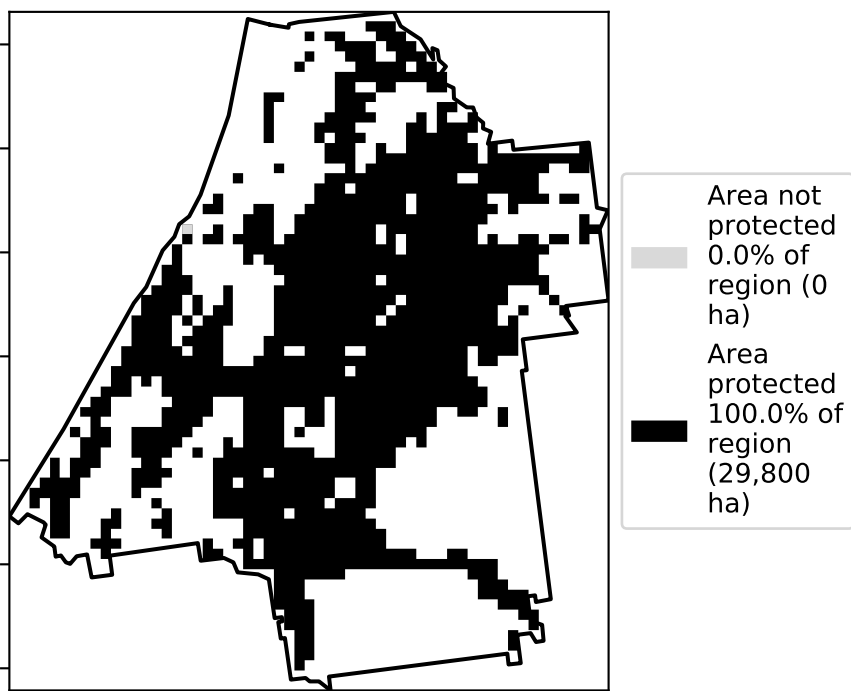 Area not
protected
0.0% of
region (0
ha)
Area
protected
100.0% of
region
(29,800
ha)